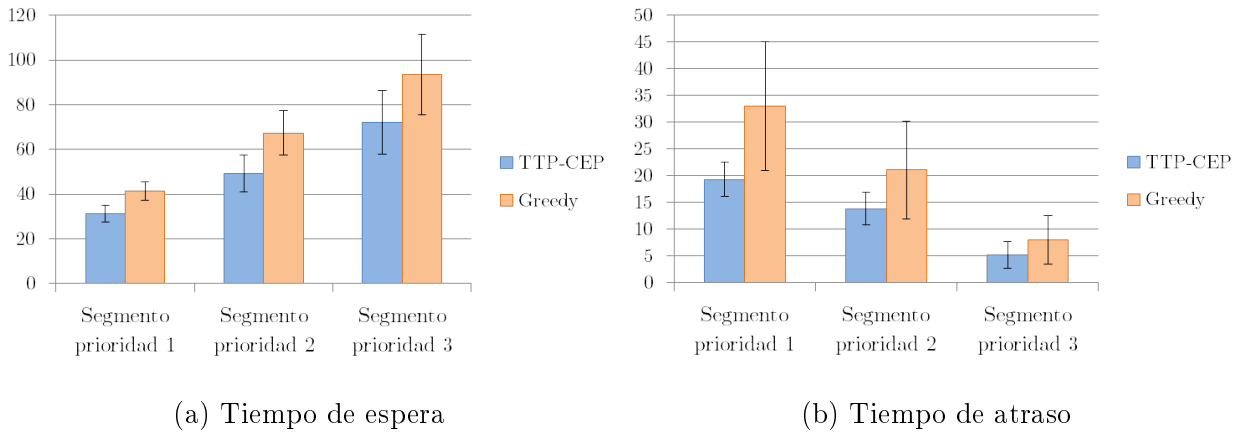 120
100
80
60
40
20
0
Segmento prioridad 1
Segmento prioridad 2
Segmento prioridad 3
TTP-CEP
Greedy
(a) Tiempo de espera
50
45
40
35
30
25
20
15
10
5
0
Segmento prioridad 1
Segmento prioridad 2
Segmento prioridad 3
TTP-CEP
Greedy
(b) Tiempo de atraso